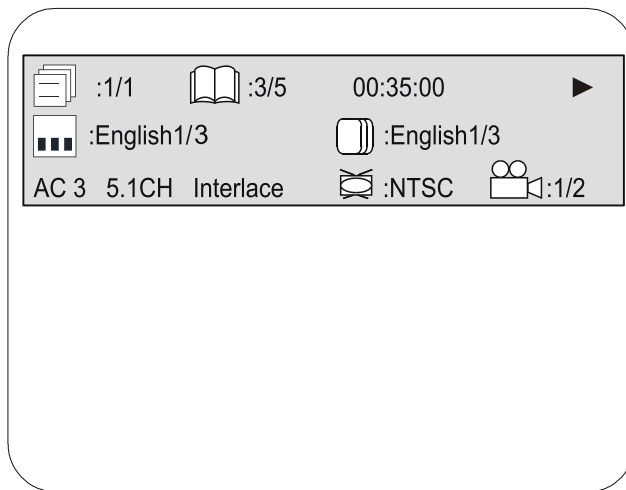 :1/1 :3/5 00:35:00
:English1/3 :English1/3
AC 3 5.1CH Interlace :NTSC :1/2